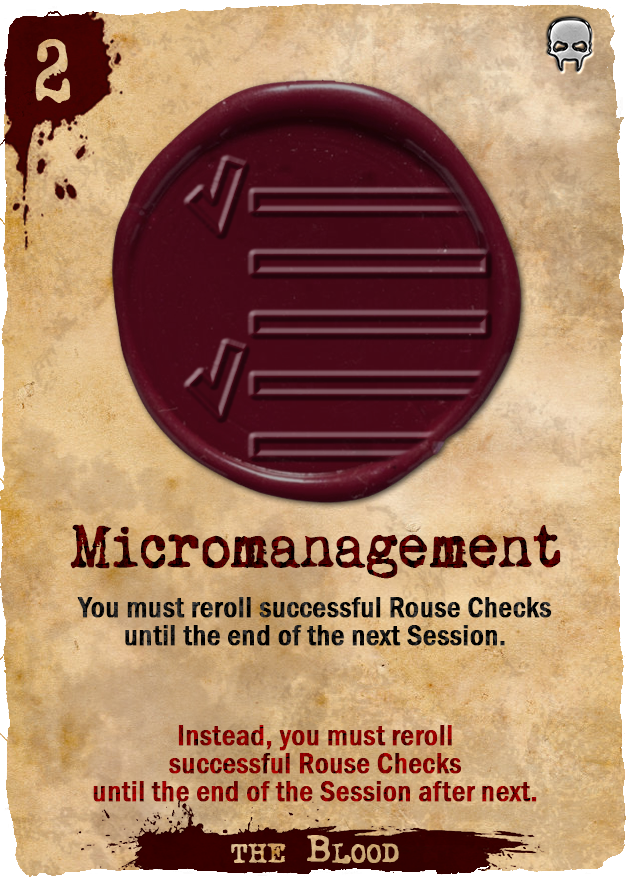 2
Micromanagement
You must reroll successful Rouse Checks
until the end of the next Session.
Instead, you must reroll
successful Rouse Checks
until the end of the Session after next.
THE BLOOD